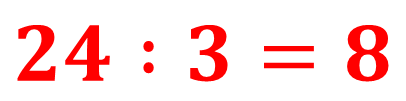 24 : 3 = 8